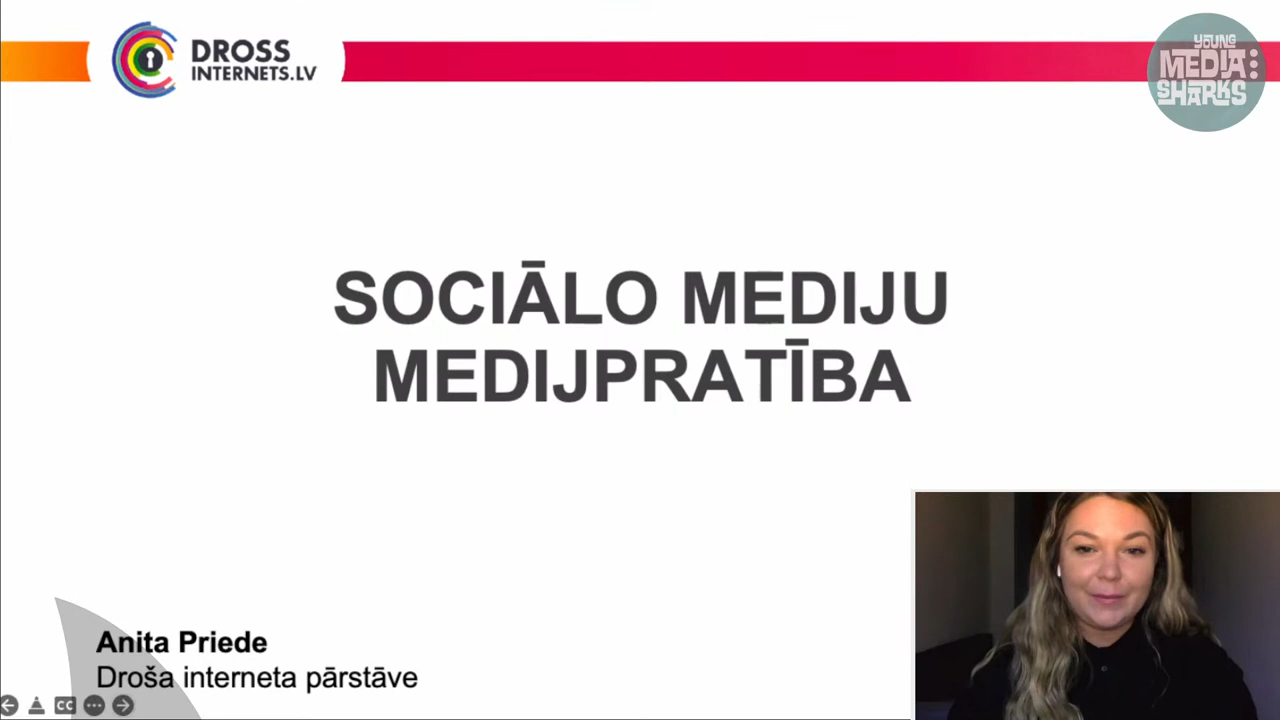 DROSS
INTERNETS.LV
YOUNG
MEDIA:
SHARKS
SOCIĀLO MEDIJU
MEDIJPRATĪBA
Anita Priede
Droša interneta pārstāve
CC